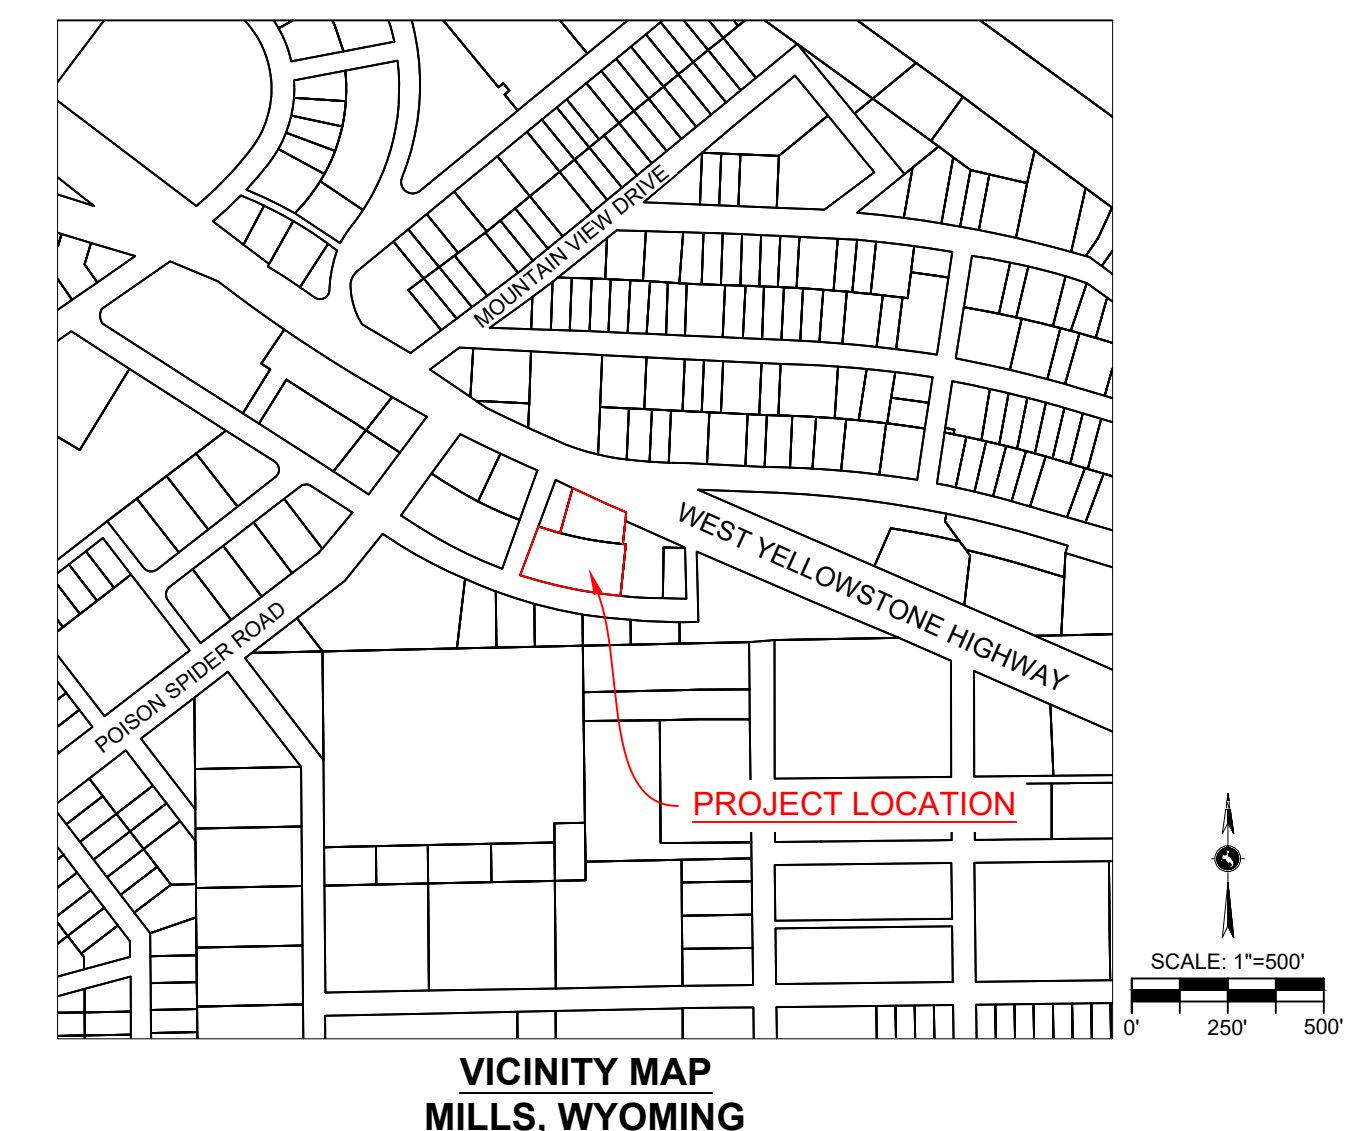 MOUNTAIN VIEW DRIVE
WEST YELLOWSTONE HIGHWAY
POISON SPIDER ROAD
PROJECT LOCATION
SCALE: 1"=500'
0' 250' 500'
VICINITY MAP
MILLS, WYOMING